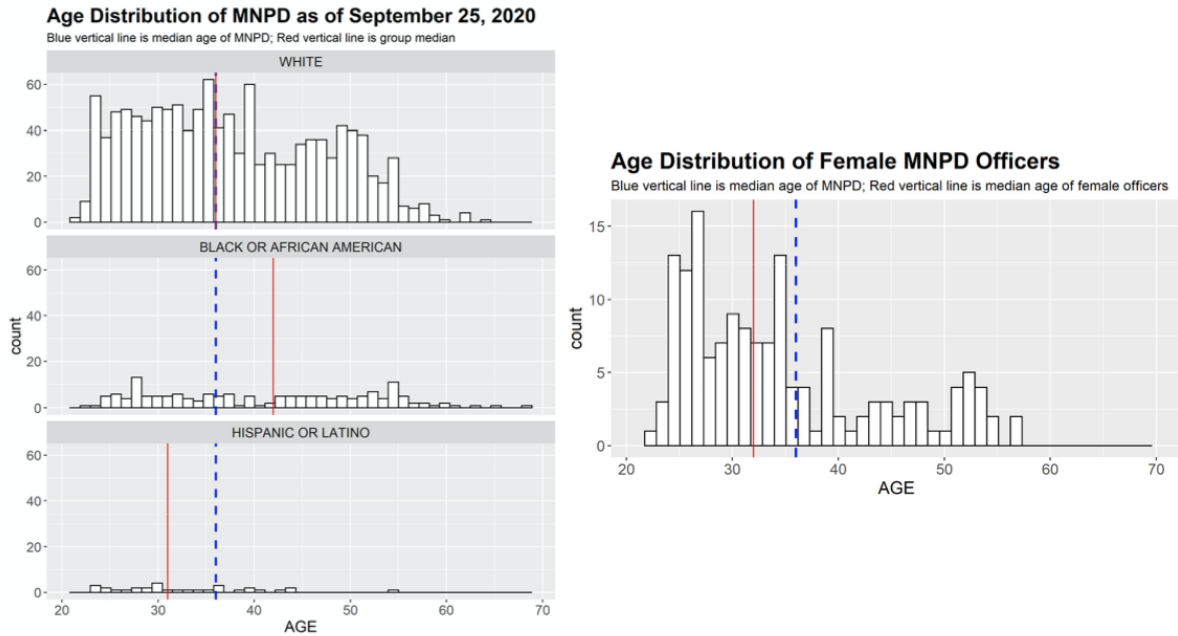 Age Distribution of MNPD as of September 25, 2020
Blue vertical line is median age of MNPD; Red vertical line is group median
WHITE
60
40
20
0
BLACK OR AFRICAN AMERICAN
60
40
20
0
count
HISPANIC OR LATINO
60
40
20
0
20 30 40 50 60 70
AGE
Age Distribution of Female MNPD Officers
Blue vertical line is median age of MNPD; Red vertical line is median age of female officers
15
10
5
0
count
20 30 40 50 60 70
AGE